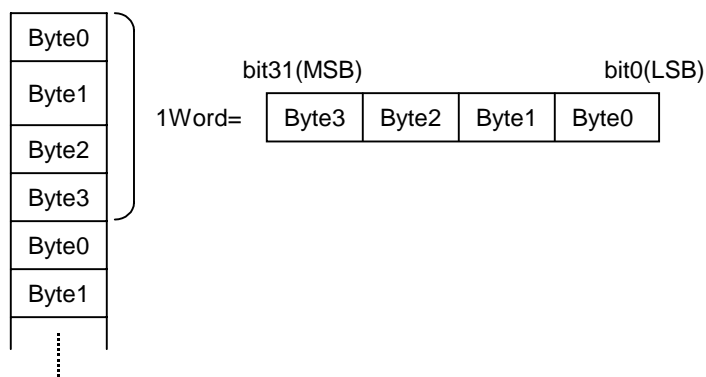 Byte0
Byte1
Byte2
Byte3
Byte0
Byte1
bit31(MSB) bit0(LSB)
1Word= Byte3 Byte2 Byte1 Byte0